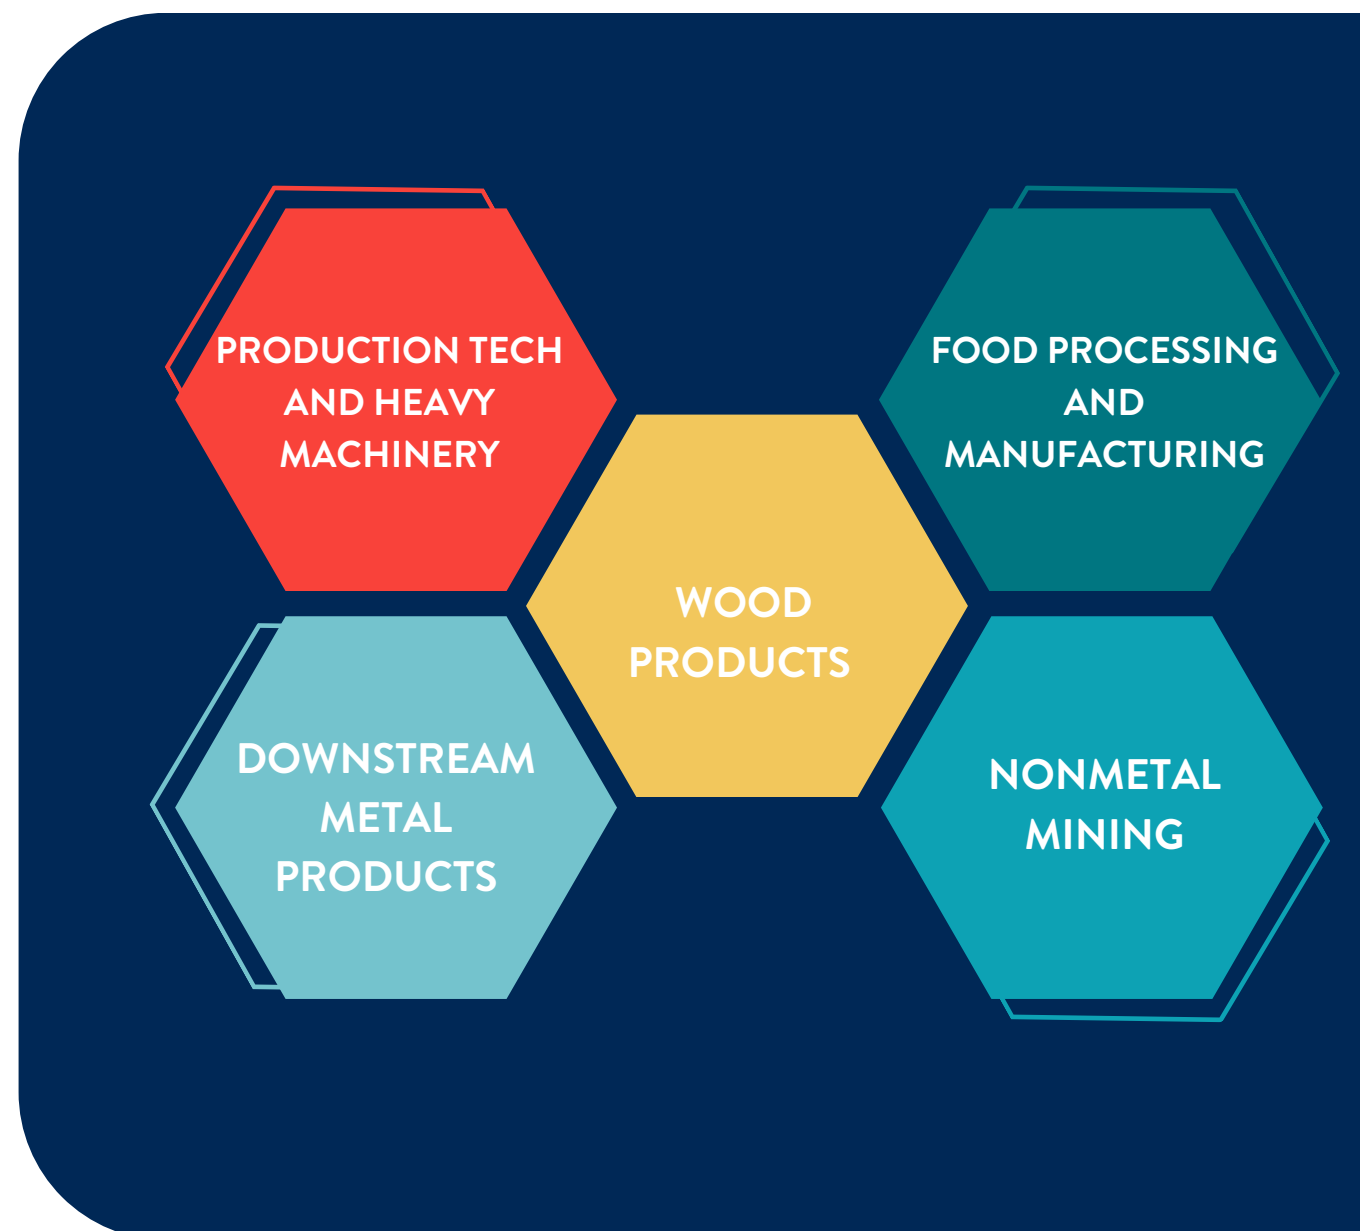 PRODUCTION TECH
AND HEAVY
MACHINERY
FOOD PROCESSING
AND
MANUFACTURING
WOOD
PRODUCTS
DOWNSTREAM
METAL
PRODUCTS
NONMETAL
MINING